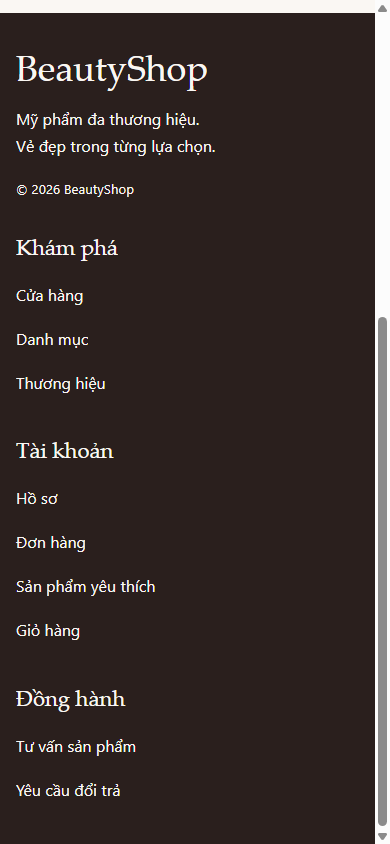 BeautyShop
Mỹ phẩm đa thương hiệu.
Vẻ đẹp trong từng lựa chọn.
© 2026 BeautyShop
Khám phá
Cửa hàng
Danh mục
Thương hiệu
Tài khoản
Hồ sơ
Đơn hàng
Sản phẩm yêu thích
Giỏ hàng
Đồng hành
Tư vấn sản phẩm
Yêu cầu đổi trả